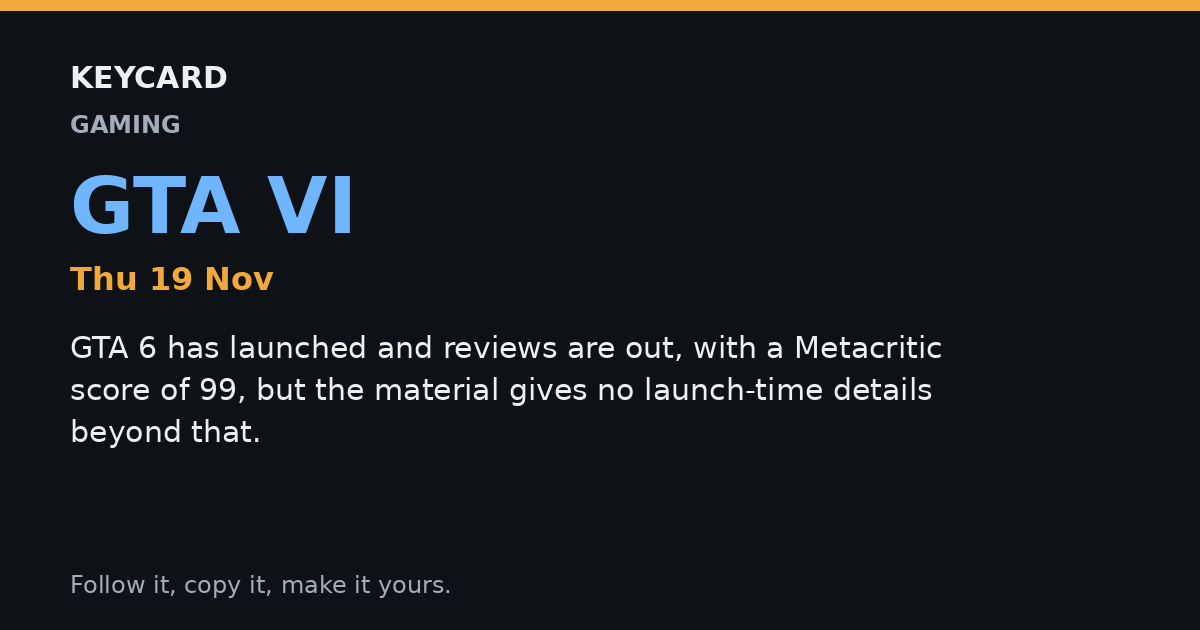 KEYCARD
GAMING
GTA VI
Thu 19 Nov
GTA 6 has launched and reviews are out, with a Metacritic
score of 99, but the material gives no launch-time details
beyond that.
Follow it, copy it, make it yours.